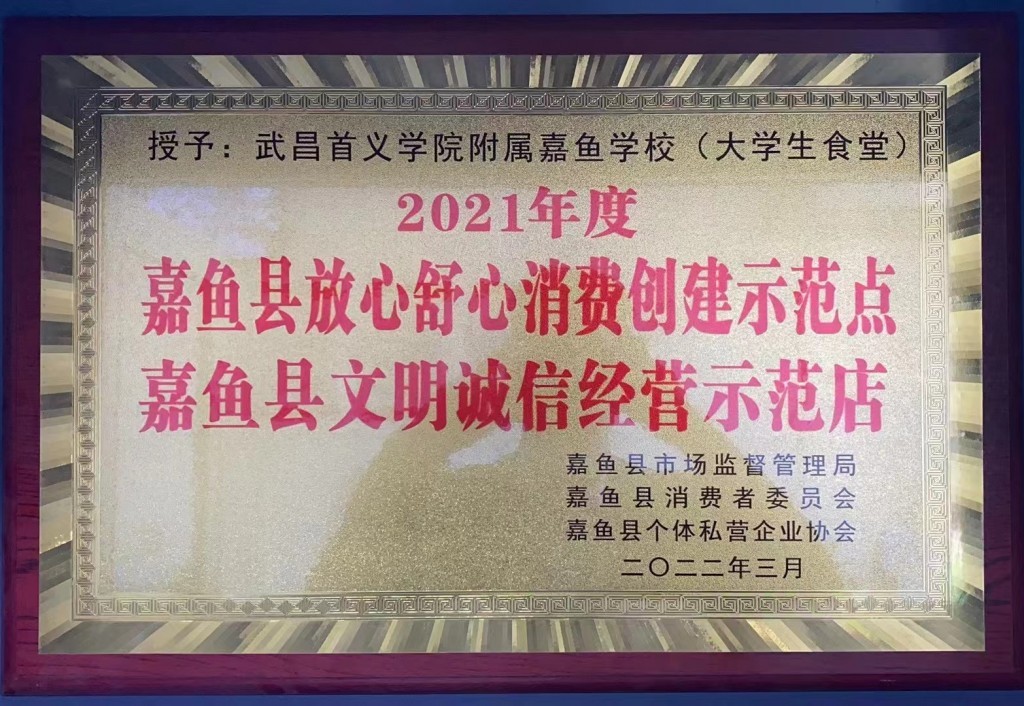 授予：武昌首义学院附属嘉鱼学校（大学生食堂）
2021年度
嘉鱼县放心舒心消费创建示范点
嘉鱼县文明诚信经营示范店
嘉鱼县市场监督管理局
嘉鱼县消费者委员会
嘉鱼县个体私营企业协会
二〇二二年三月